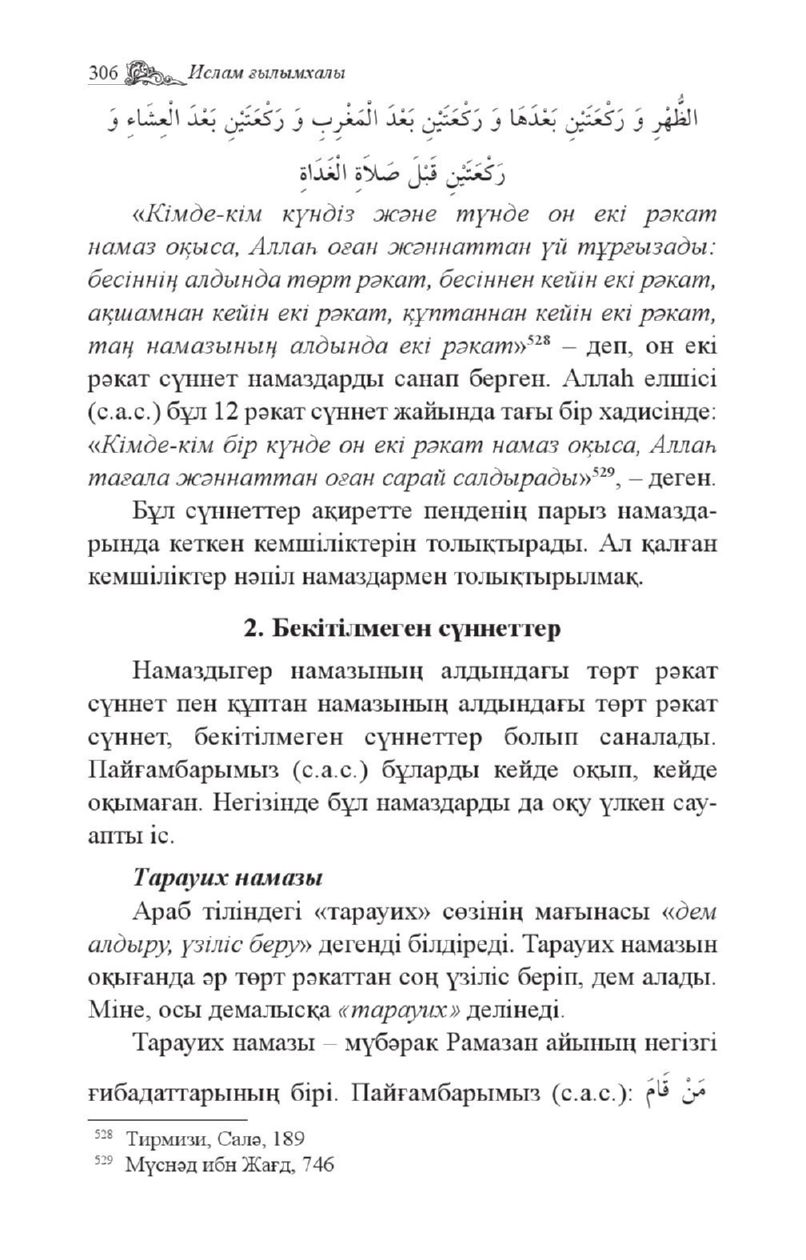 306 Ислам ғылымхалы
الظُّهْرِ وَ رَكْعَتَيْنِ بَعْدَهَا وَ رَكْعَتَيْنِ بَعْدَ الْمَغْرِبِ وَ رَكْعَتَيْنِ بَعْدَ الْعِشَاءِ وَ
رَكْعَتَيْنِ قَبْلَ صَلاَةِ الْغَدَاةِ
«Кімде-кім күндіз және түнде он екі рәкат
намаз оқыса, Аллаһ оған жәннаттан үй тұрғызады:
бесіннің алдында төрт рәкат, бесіннен кейін екі рәкат,
ақшамнан кейін екі рәкат, құптаннан кейін екі рәкат,
таң намазының алдында екі рәкат»528 – деп, он екі
рәкат сүннет намаздарды санап берген. Аллаһ елшісі
(с.а.с.) бұл 12 рәкат сүннет жайында тағы бір хадисінде:
«Кімде-кім бір күнде он екі рәкат намаз оқыса, Аллаһ
тағала жәннаттан оған сарай салдырады»529, – деген.
Бұл сүннеттер ақиретте пенденің парыз намазда-
рында кеткен кемшіліктерін толықтырады. Ал қалған
кемшіліктер нәпіл намаздармен толықтырылмақ.
2. Бекітілмеген сүннеттер
Намаздыгер намазының алдындағы төрт рәкат
сүннет пен құптан намазының алдындағы төрт рәкат
сүннет, бекітілмеген сүннеттер болып саналады.
Пайғамбарымыз (с.а.с.) бұларды кейде оқып, кейде
оқымаған. Негізінде бұл намаздарды да оқу үлкен сау-
апты іс.
Тарауих намазы
Араб тіліндегі «тарауих» сөзінің мағынасы «дем
алдыру, үзіліс беру» дегенді білдіреді. Тарауих намазын
оқығанда әр төрт рәкаттан соң үзіліс беріп, дем алады.
Міне, осы демалысқа «тарауих» делінеді.
Тарауих намазы – мүбәрак Рамазан айының негізгі
ғибадаттарының бірі. Пайғамбарымыз (с.а.с.): مَنْ قَامَ
528 Тирмизи, Салә, 189
529 Мүснәд ибн Жағд, 746